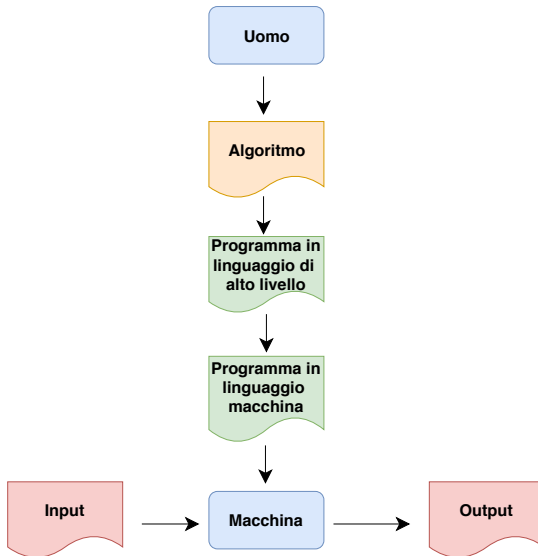 Uomo
Algoritmo
Programma in
linguaggio di
alto livello
Programma in
linguaggio
macchina
Input
Macchina
Output